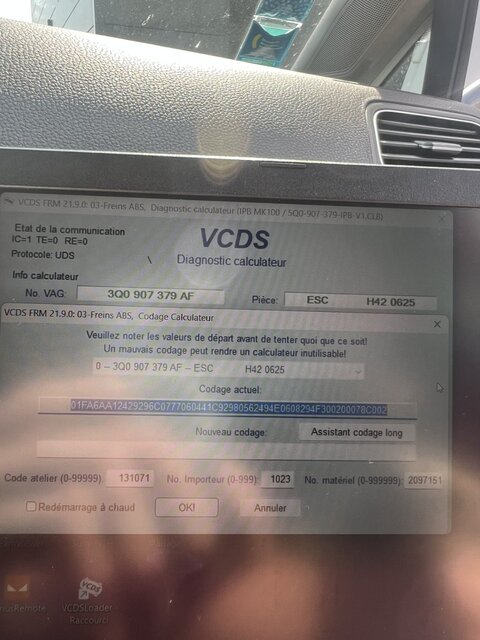 VCDS FRM 21.9.0: 03-Freins ABS, Diagnostic calculateur (IPB MK100 / 5Q0-907-379-IPB-V1.CLB)
Etat de la communication
IC=1 TE=0 RE=0
Protocole: UDS
VCDS
Diagnostic calculateur
Info calculateur
No. VAG: 3Q0 907 379 AF
Pièce: ESC H42 0625
VCDS FRM 21.9.0: 03-Freins ABS, Codage Calculateur
Veuillez noter les valeurs de départ avant de tenter quoi que ce soit!
Un mauvais codage peut rendre un calculateur inutilisable!
0 – 3Q0 907 379 AF – ESC H42 0625
Codage actuel:
01FA6AA12429296C0777060441C92980562494E0608294F300200078C002
Nouveau codage:
Assistant codage long
Code atelier (0-99999): 131071
No. Importeur (0-999): 1023
No. matériel (0-999999): 2097151
Redémarrage à chaud
OK!
Annuler
VCDSLoader
Raccourci